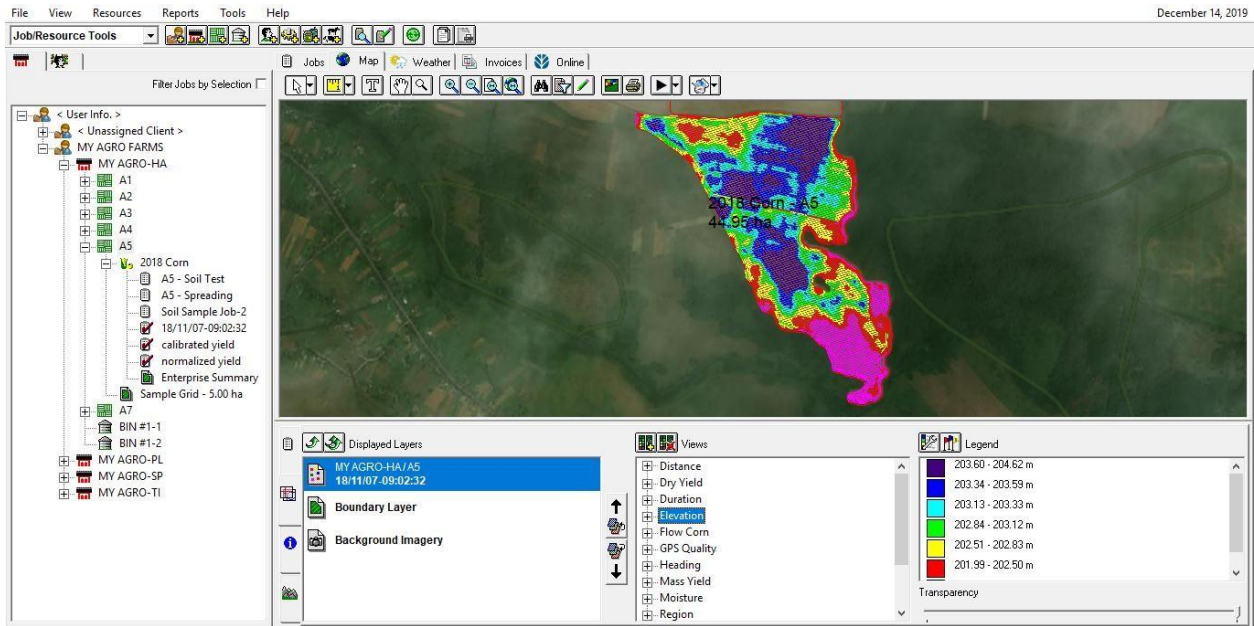 File View Resources Reports Tools Help
December 14, 2019
Job/Resource Tools
Jobs Map Weather Invoices Online
Filter Jobs by Selection
< User Info. >
< Unassigned Client >
MY AGRO FARMS
MY AGRO-HA
A1
A2
A3
A4
A5
2018 Corn
A5 - Soil Test
A5 - Spreading
Soil Sample Job-2
18/11/07-09:02:32
calibrated yield
normalized yield
Enterprise Summary
Sample Grid - 5.00 ha
A7
BIN #1-1
BIN #1-2
MY AGRO-PL
MY AGRO-SP
MY AGRO-TI
2018 Corn - A5
44.95 ha
Displayed Layers
MY AGRO-HA/A5
18/11/07-09:02:32
Boundary Layer
Background Imagery
Views
Distance
Dry Yield
Duration
Elevation
Flow Corn
GPS Quality
Heading
Mass Yield
Moisture
Region
Legend
203.60 - 204.62 m
203.34 - 203.59 m
203.13 - 203.33 m
202.84 - 203.12 m
202.51 - 202.83 m
201.99 - 202.50 m
Transparency